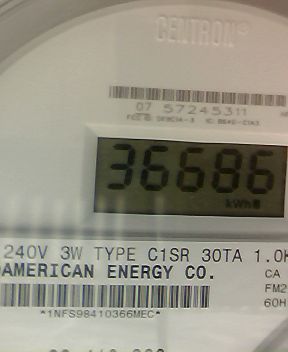 CENTRON®
07 57245311
36686
kWh
240V 3W TYPE C1SR 30TA 1.0K
AMERICAN ENERGY CO.
CA
FM2
60H
*1NFS98410366MEC*